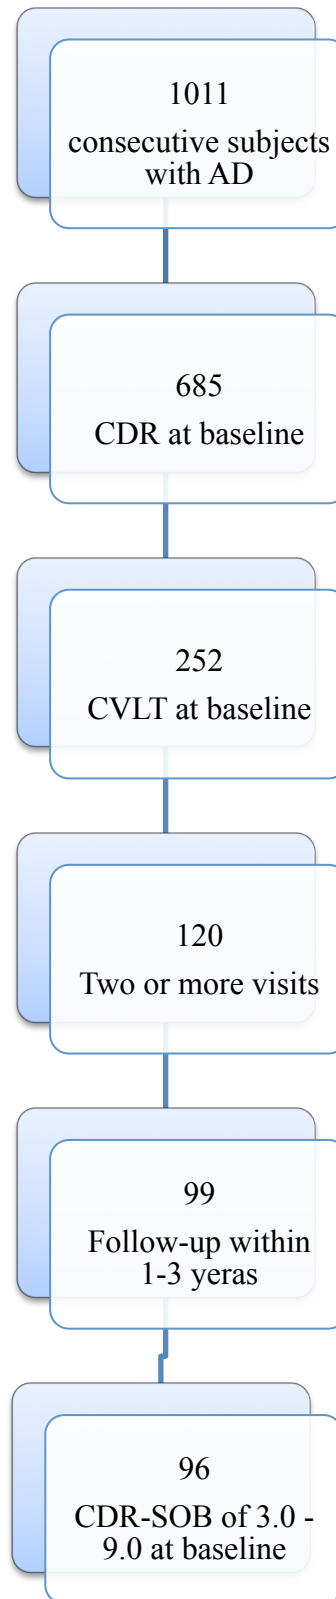 1011
consecutive subjects
with AD
685
CDR at baseline
252
CVLT at baseline
120
Two or more visits
99
Follow-up within
1-3 yeras
96
CDR-SOB of 3.0 -
9.0 at baseline